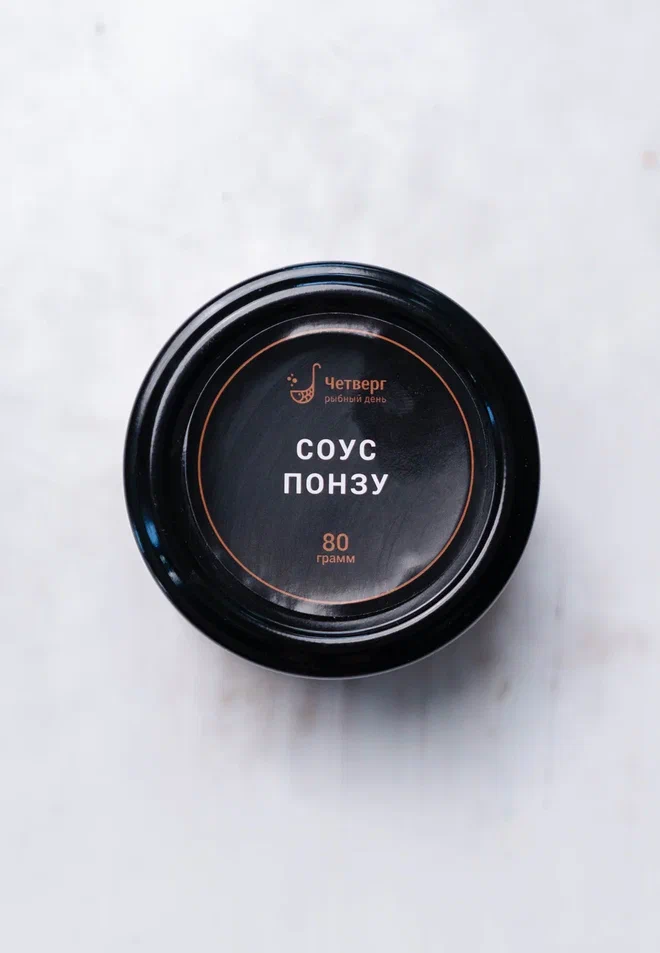 Четверг
рыбный день
СОУС
ПОНЗУ
80
грамм